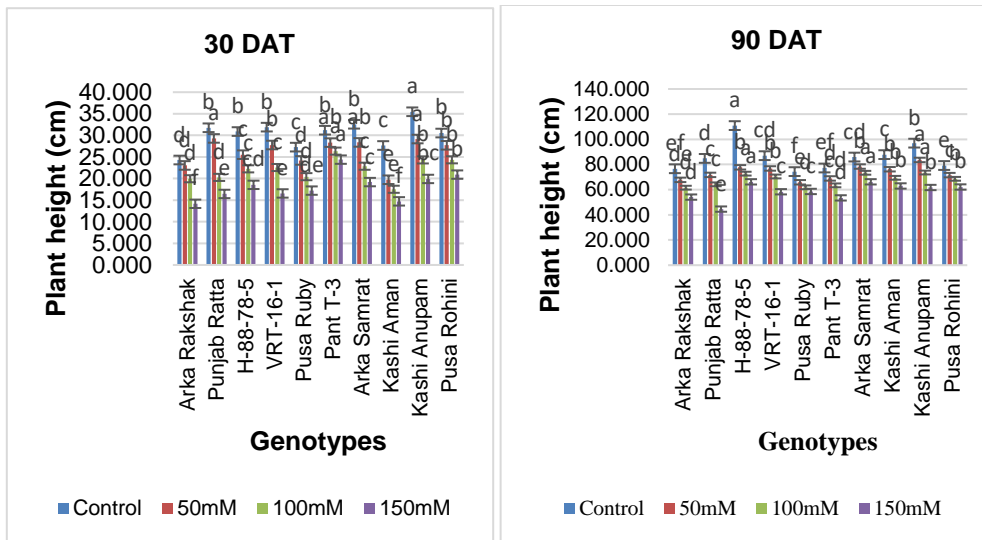 30 DAT
Plant height (cm)
40.000
35.000
30.000
25.000
20.000
15.000
10.000
5.000
0.000
Arka Rakshak
Punjab Ratta
H-88-78-5
VRT-16-1
Pusa Ruby
Pant T-3
Arka Samrat
Kashi Aman
Kashi Anupam
Pusa Rohini
Genotypes
Control 50mM 100mM 150mM
90 DAT
Plant height (cm)
140.000
120.000
100.000
80.000
60.000
40.000
20.000
0.000
Arka Rakshak
Punjab Ratta
H-88-78-5
VRT-16-1
Pusa Ruby
Pant T-3
Arka Samrat
Kashi Aman
Kashi Anupam
Pusa Rohini
Genotypes
Control 50mM 100mM 150mM